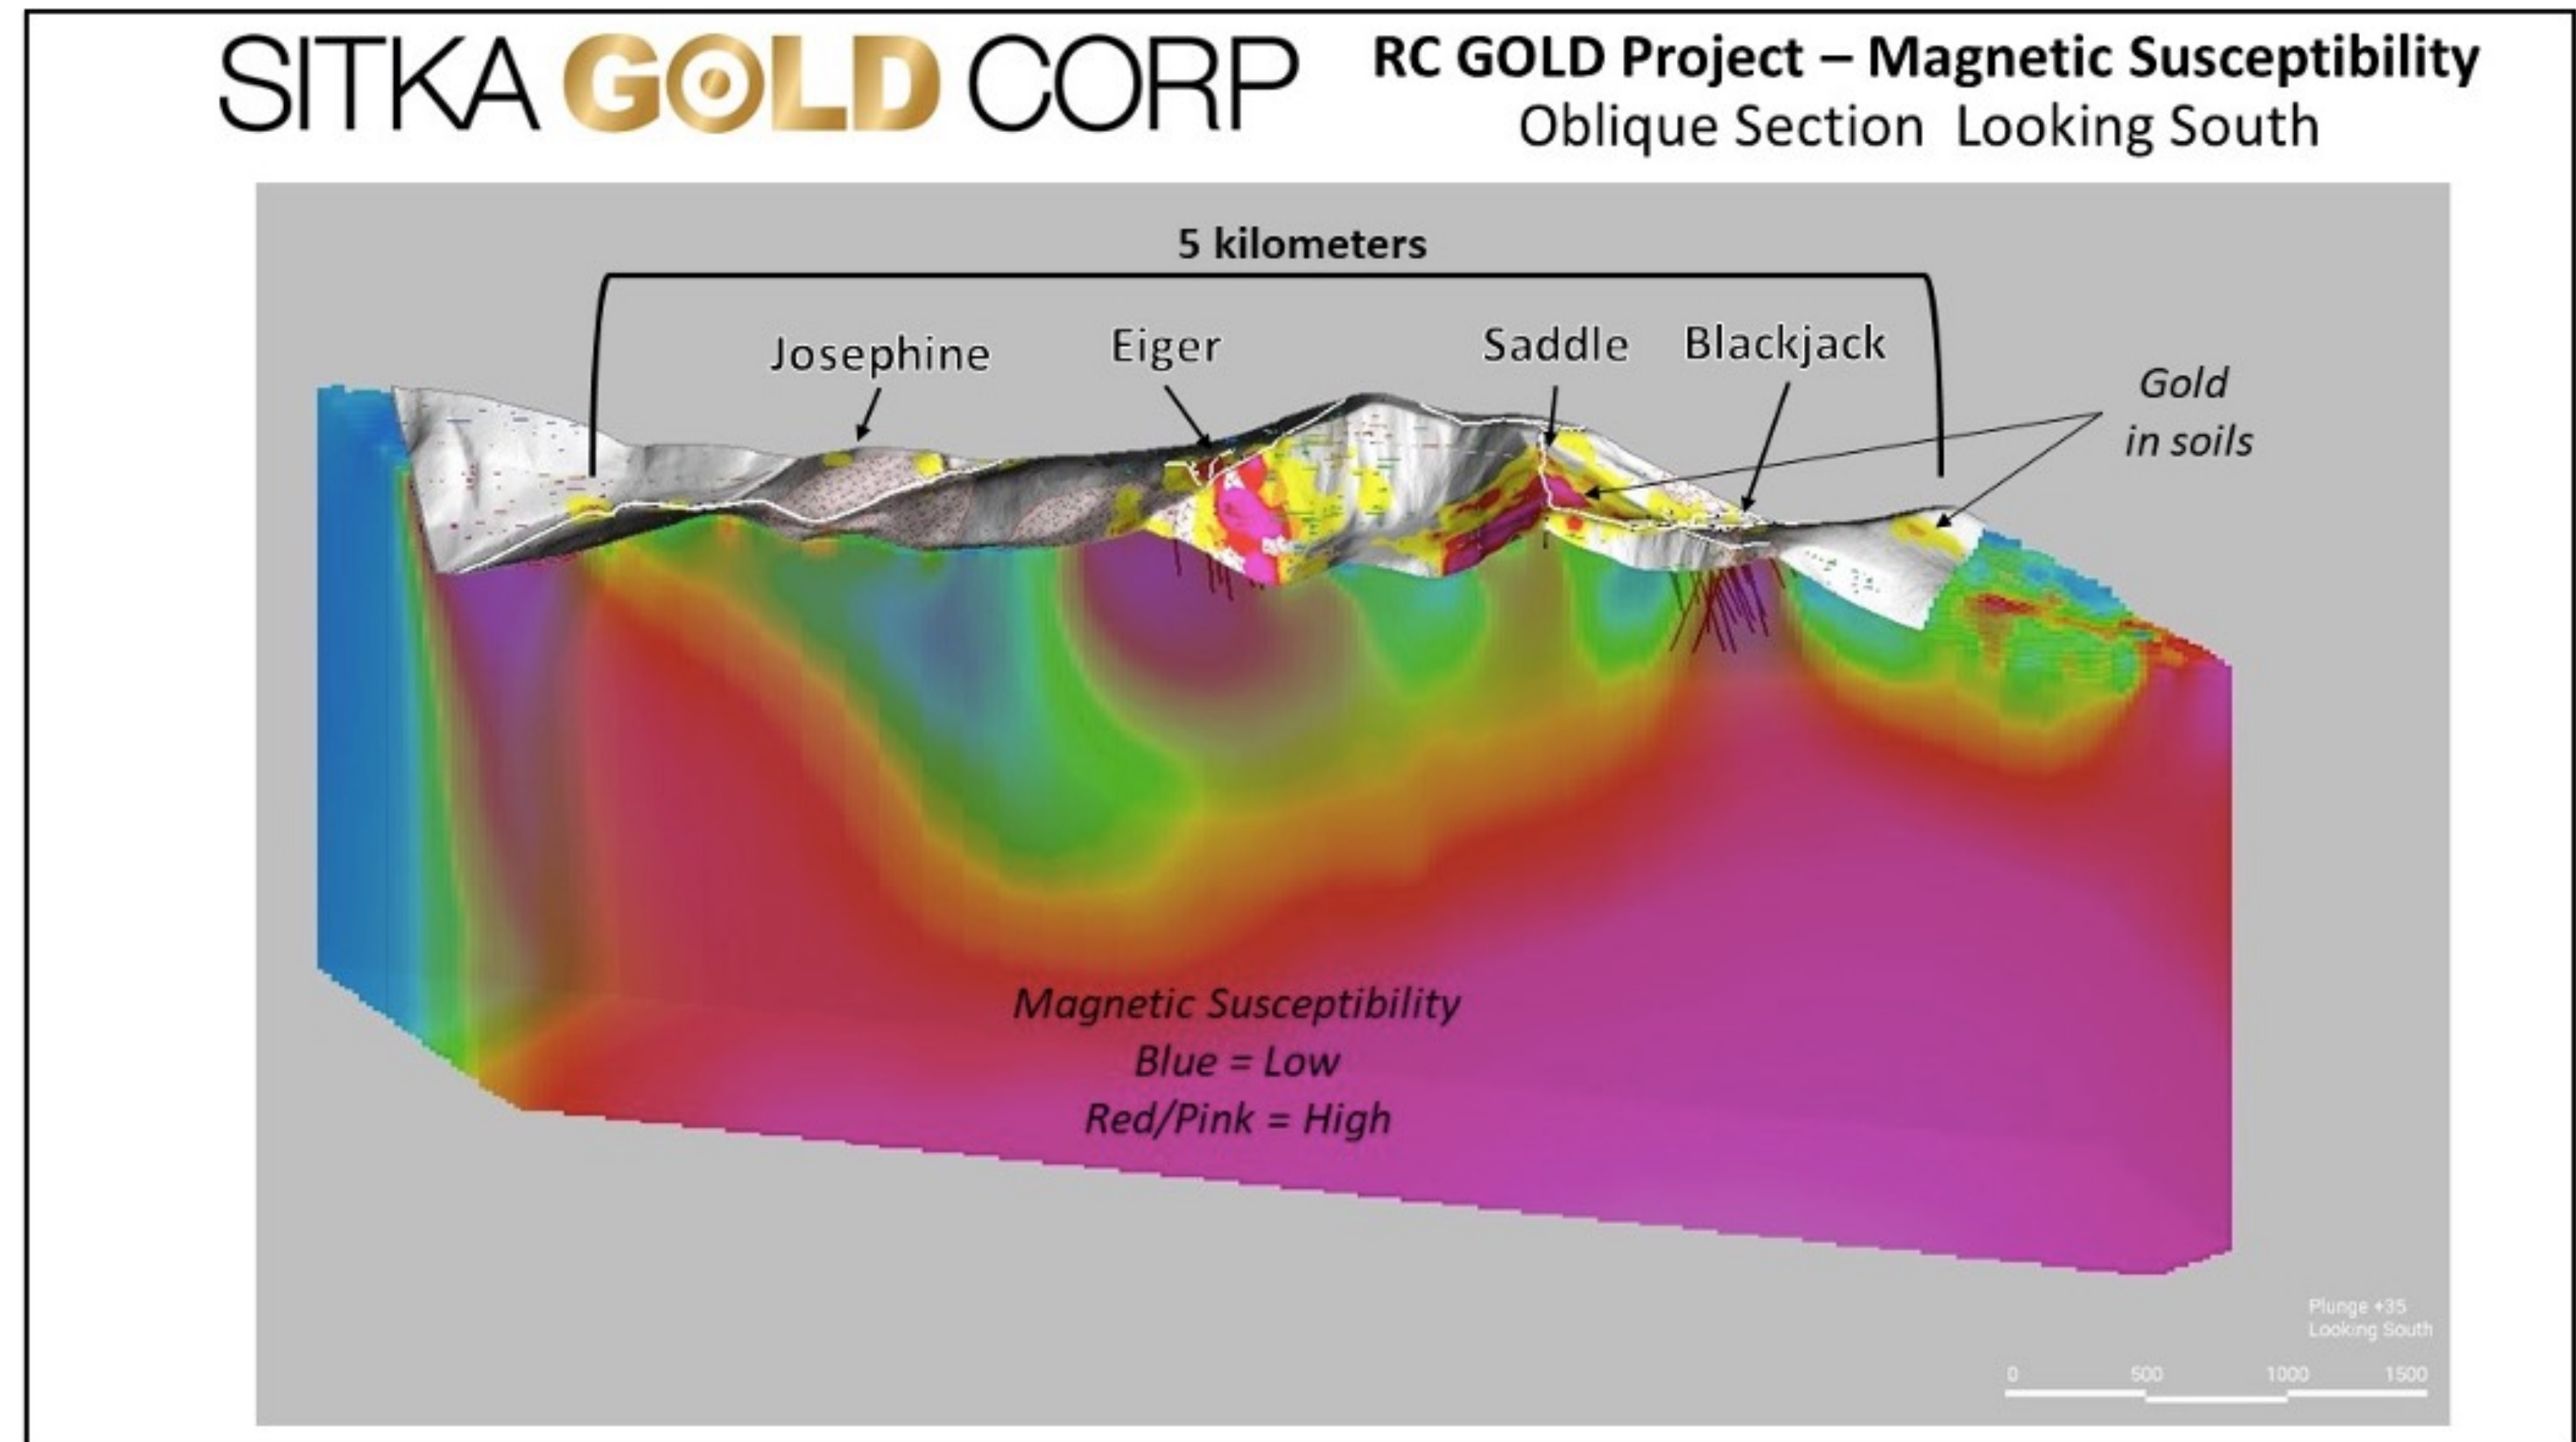 SITKA GOLD CORP
RC GOLD Project – Magnetic Susceptibility
Oblique Section Looking South
5 kilometers
Josephine
Eiger
Saddle
Blackjack
Gold
in soils
Magnetic Susceptibility
Blue = Low
Red/Pink = High
Plunge +35
Looking South
0 500 1000 1500